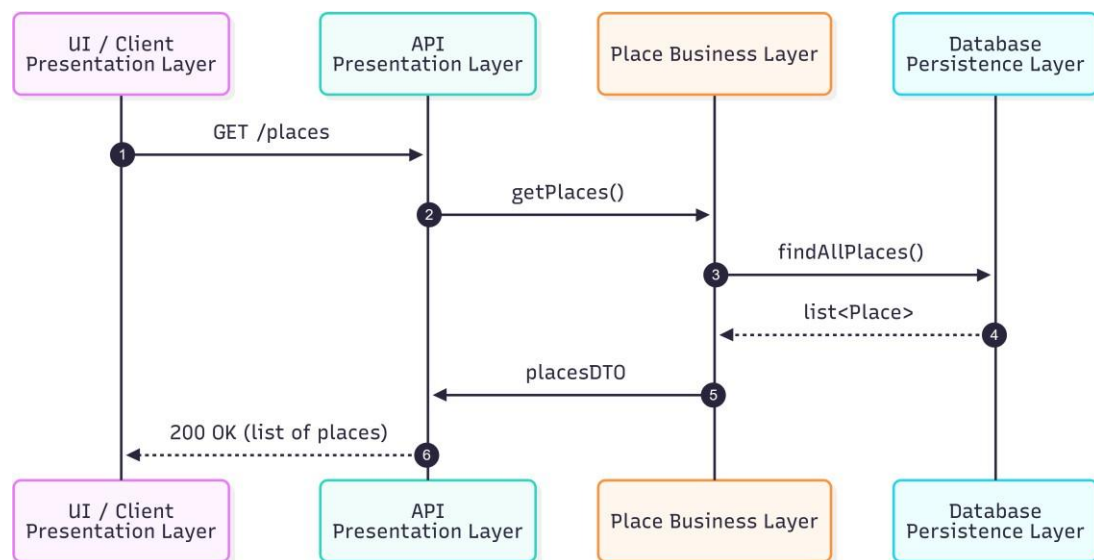 UI / Client
Presentation Layer
API
Presentation Layer
Place Business Layer
Database
Persistence Layer
GET /places
1
getPlaces()
2
findAllPlaces()
3
list<Place>
4
placesDTO
5
200 OK (list of places)
6
UI / Client
Presentation Layer
API
Presentation Layer
Place Business Layer
Database
Persistence Layer